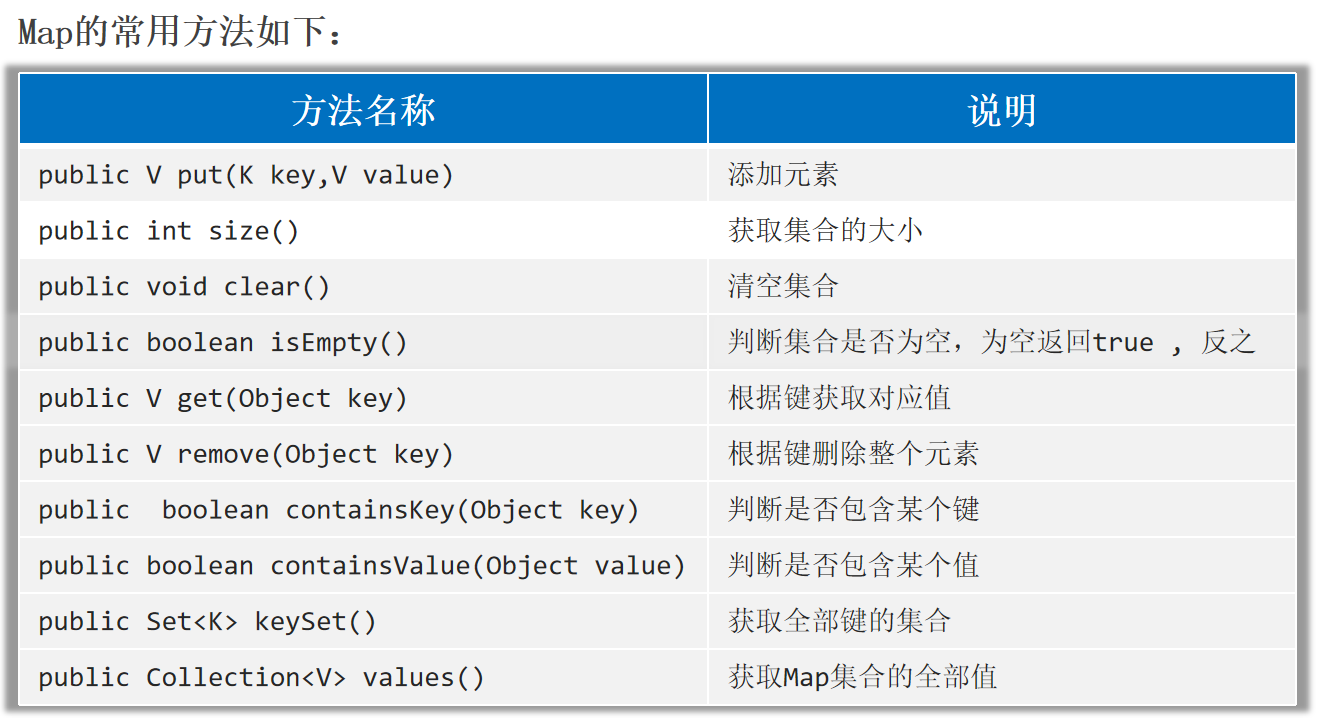 Map的常用方法如下：
方法名称 说明
public V put(K key,V value) 添加元素
public int size() 获取集合的大小
public void clear() 清空集合
public boolean isEmpty() 判断集合是否为空，为空返回true , 反之
public V get(Object key) 根据键获取对应值
public V remove(Object key) 根据键删除整个元素
public  boolean containsKey(Object key) 判断是否包含某个键
public boolean containsValue(Object value) 判断是否包含某个值
public Set<K> keySet() 获取全部键的集合
public Collection<V> values() 获取Map集合的全部值